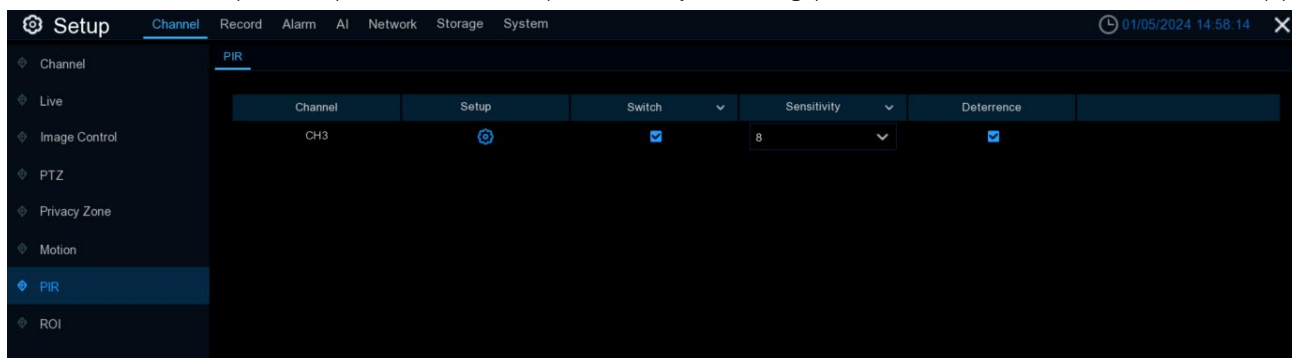 Setup Channel Record Alarm AI Network Storage System 01/05/2024 14:58:14
Channel
PIR
Live
Channel Setup Switch Sensitivity Deterrence
Image Control
CH3 8
PTZ
Privacy Zone
Motion
PIR
ROI